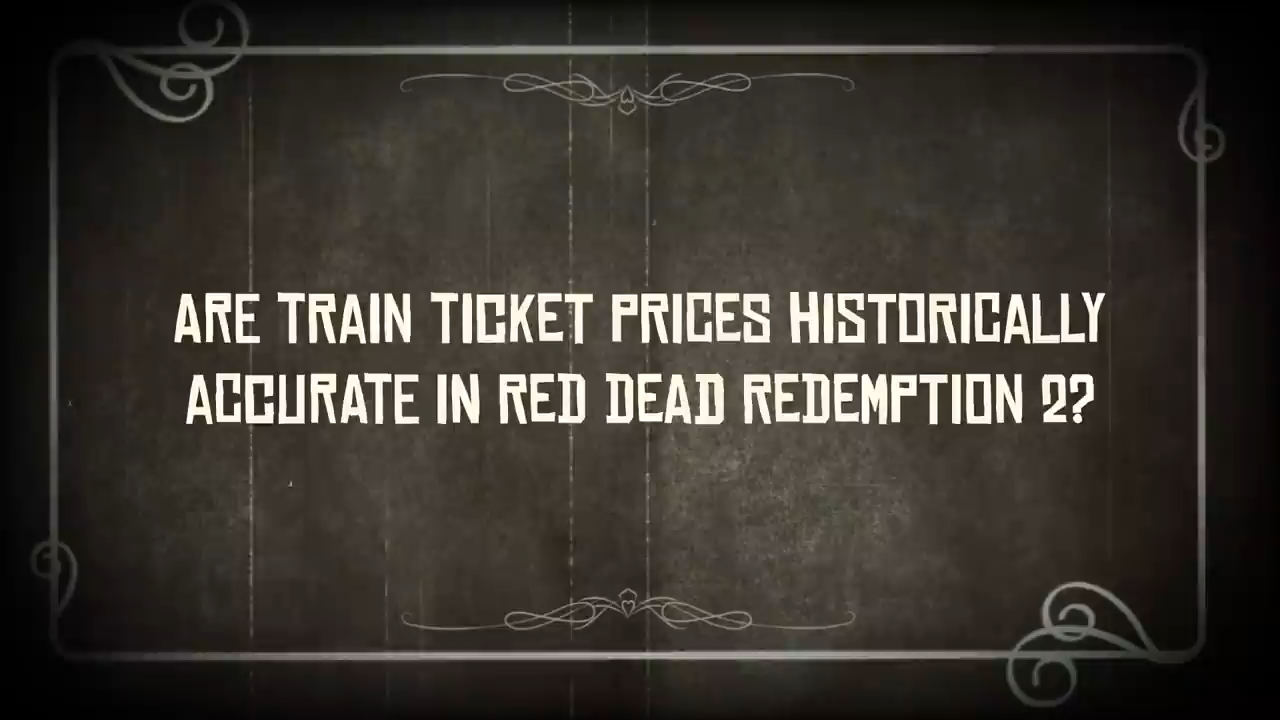 ARE TRAIN TICKET PRICES HISTORICALLY
ACCURATE IN RED DEAD REDEMPTION 2?